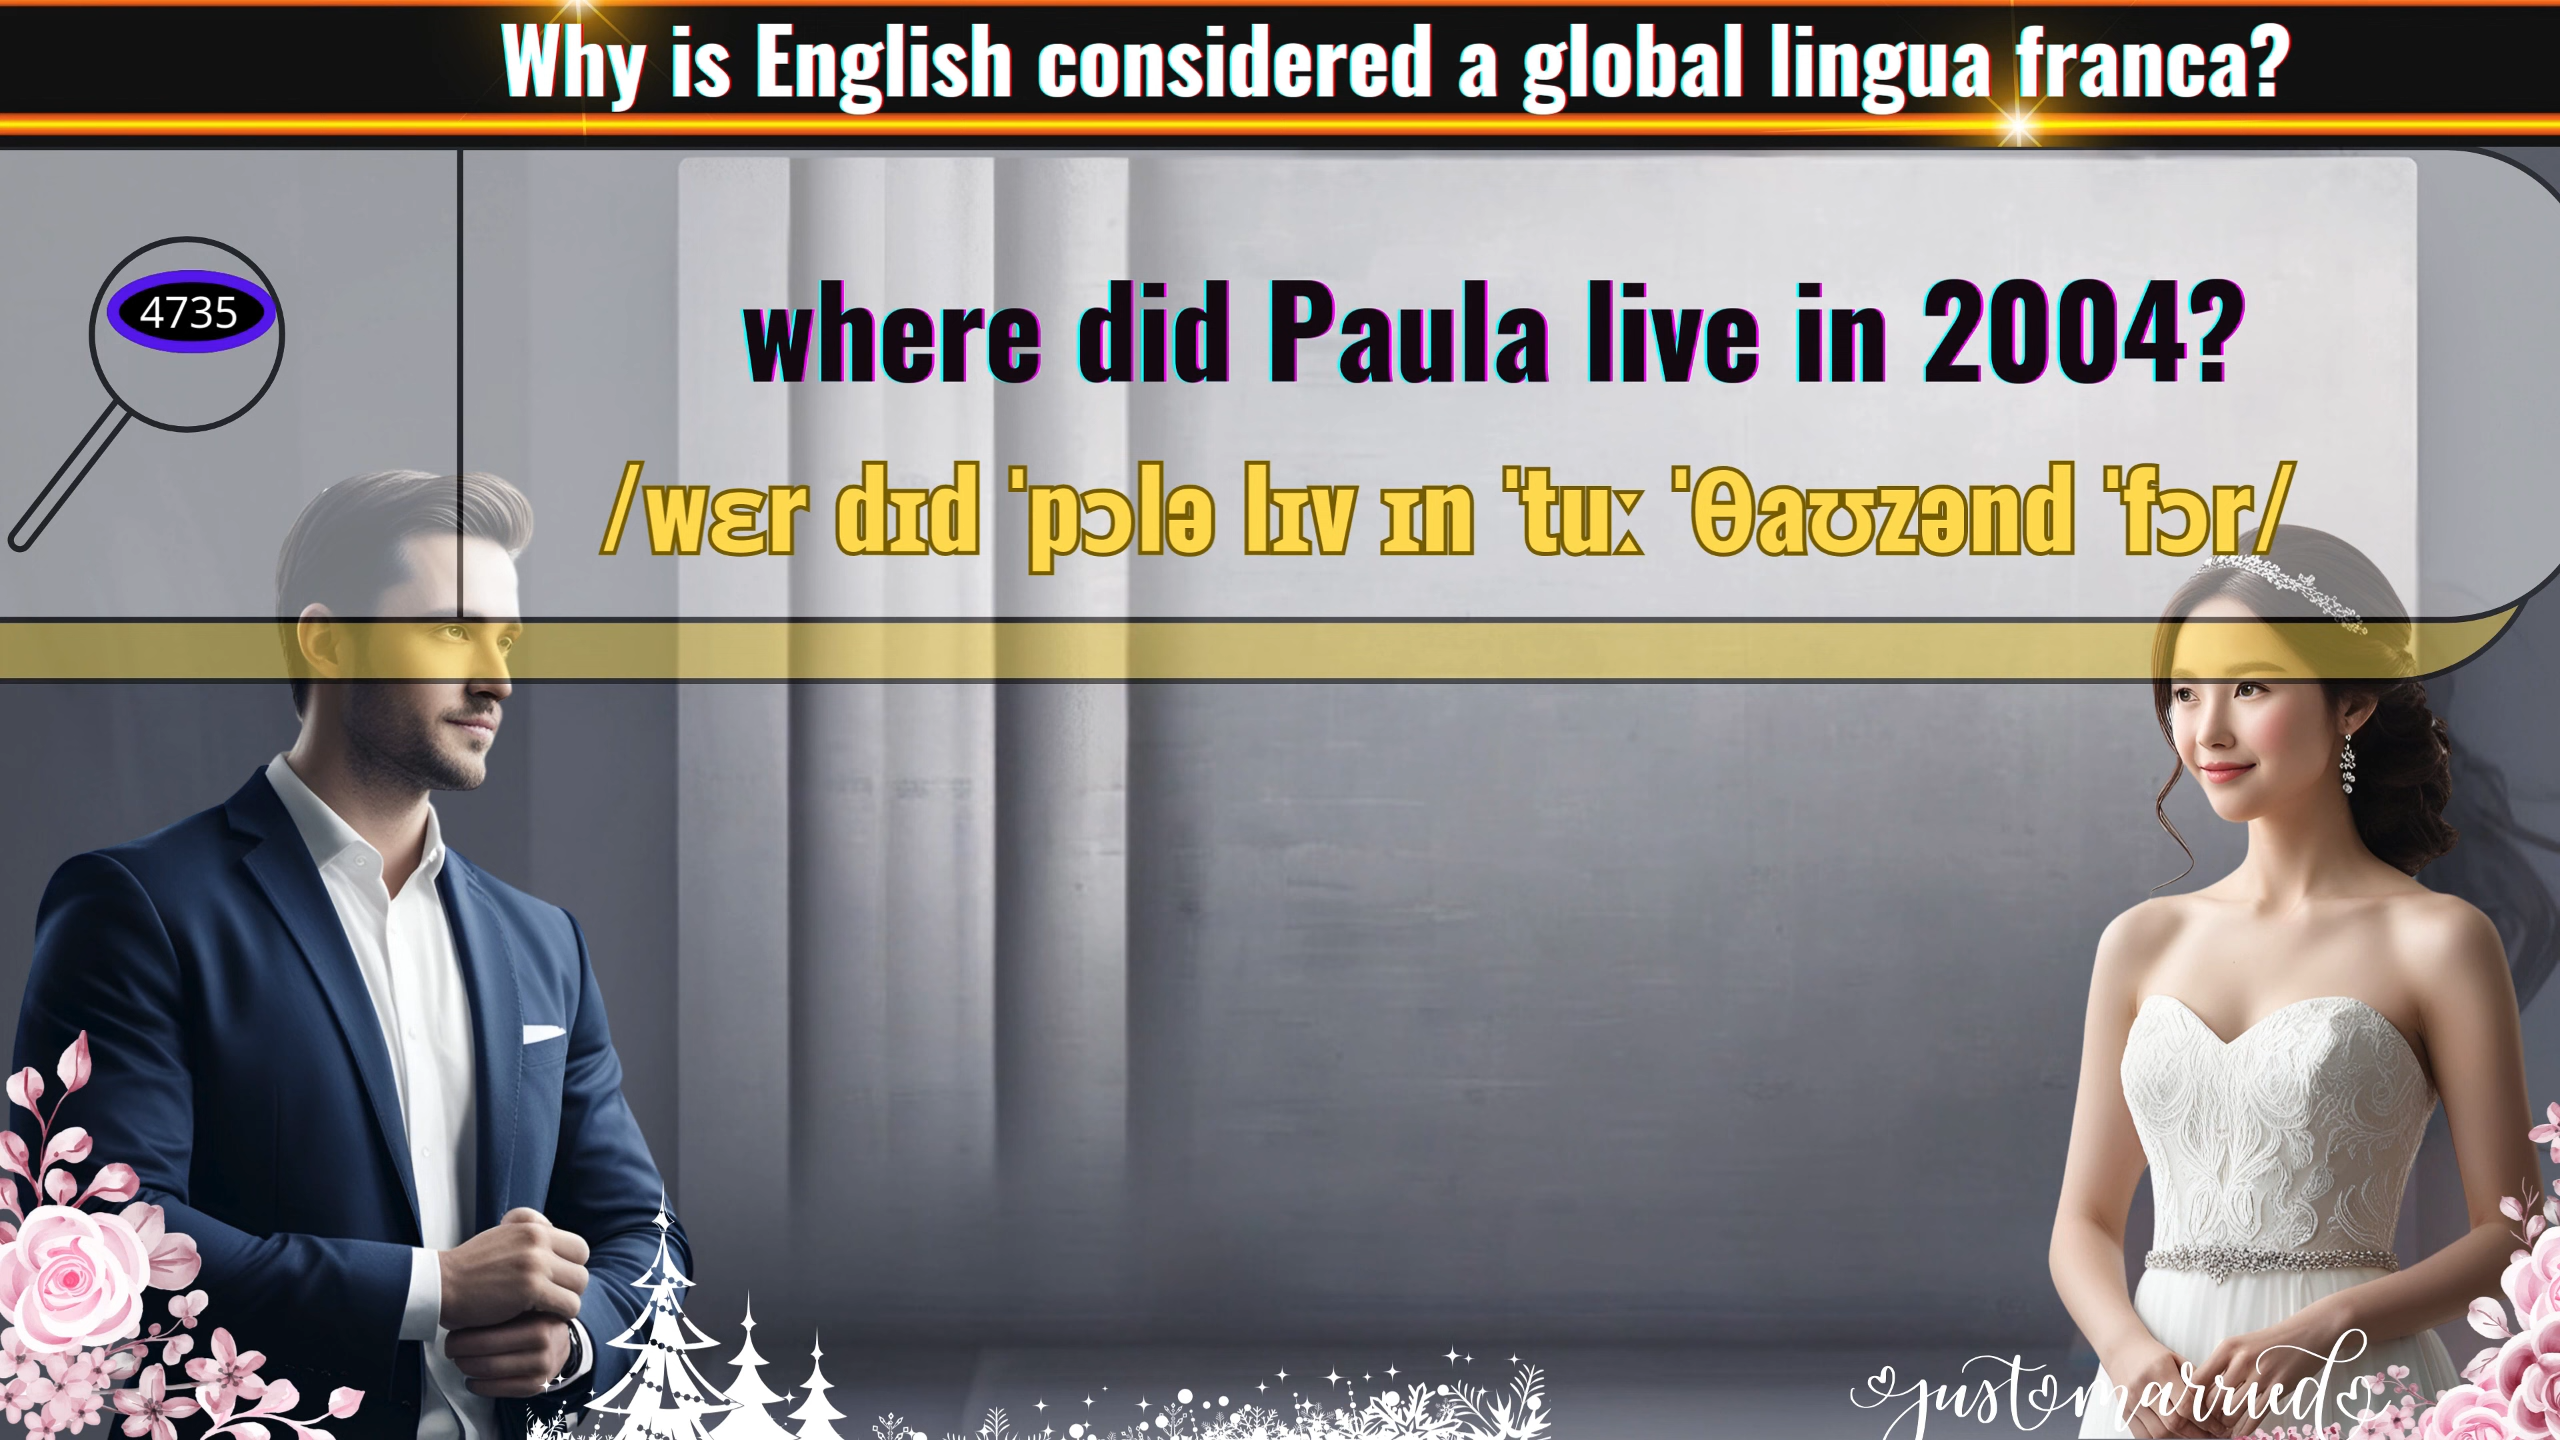 Why is English considered a global lingua franca?
4735
where did Paula live in 2004?
/wɛr dɪd ˈpɔlə lɪv ɪn ˈtuː ˈθaʊzənd ˈfɔr/
just married